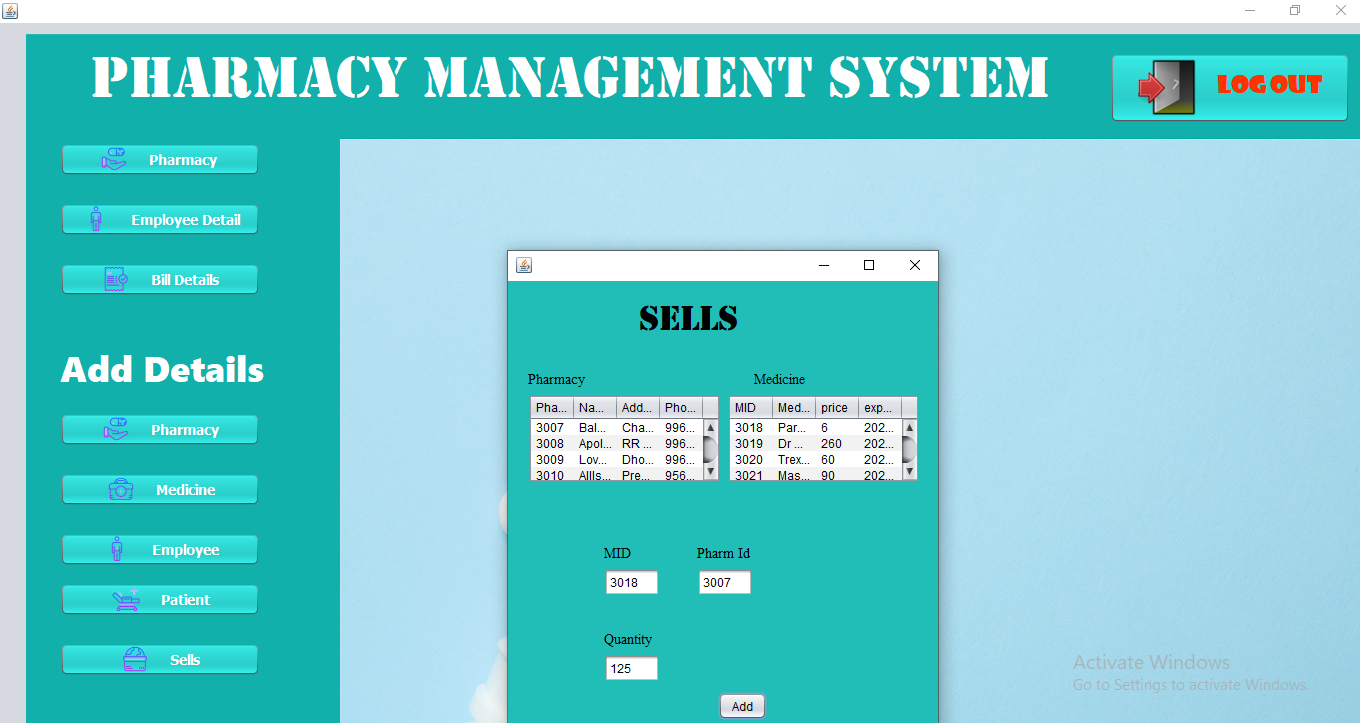 PHARMACY MANAGEMENT SYSTEM
LOG OUT
Pharmacy
Employee Detail
Bill Details
Add Details
Pharmacy
Medicine
Employee
Patient
Sells
SELLS
Pharmacy Medicine
Pha... Na... Add... Pho...
3007 Bal... Cha... 996...
3008 Apol... RR ... 996...
3009 Lov... Dho... 996...
3010 Allls... Pre... 956...
MID Med... price exp...
3018 Par... 6 202...
3019 Dr ... 260 202...
3020 Trex... 60 202...
3021 Mas... 90 202...
MID Pharm Id
3018 3007
Quantity
125
Add
Activate Windows
Go to Settings to activate Windows.